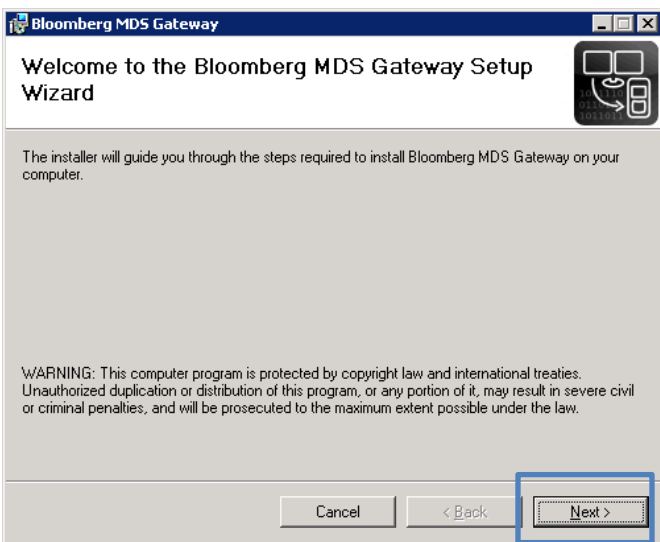 Bloomberg MDS Gateway
Welcome to the Bloomberg MDS Gateway Setup
Wizard
The installer will guide you through the steps required to install Bloomberg MDS Gateway on your
computer.
WARNING: This computer program is protected by copyright law and international treaties.
Unauthorized duplication or distribution of this program, or any portion of it, may result in severe civil
or criminal penalties, and will be prosecuted to the maximum extent possible under the law.
Cancel < Back Next >